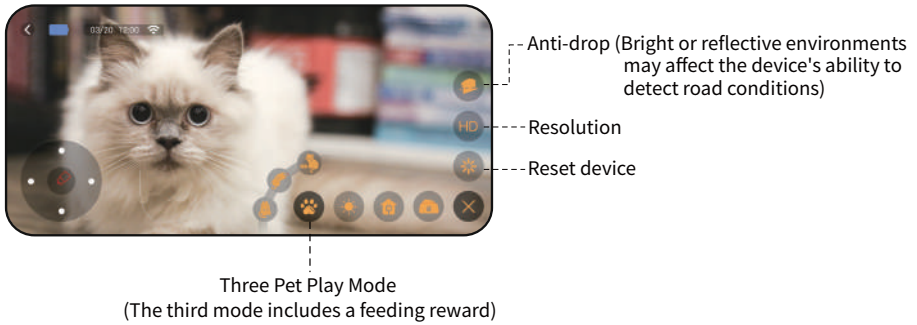 03/20 12:00
Anti-drop (Bright or reflective environments
may affect the device's ability to
detect road conditions)
HD
Resolution
Reset device
Three Pet Play Mode
(The third mode includes a feeding reward)